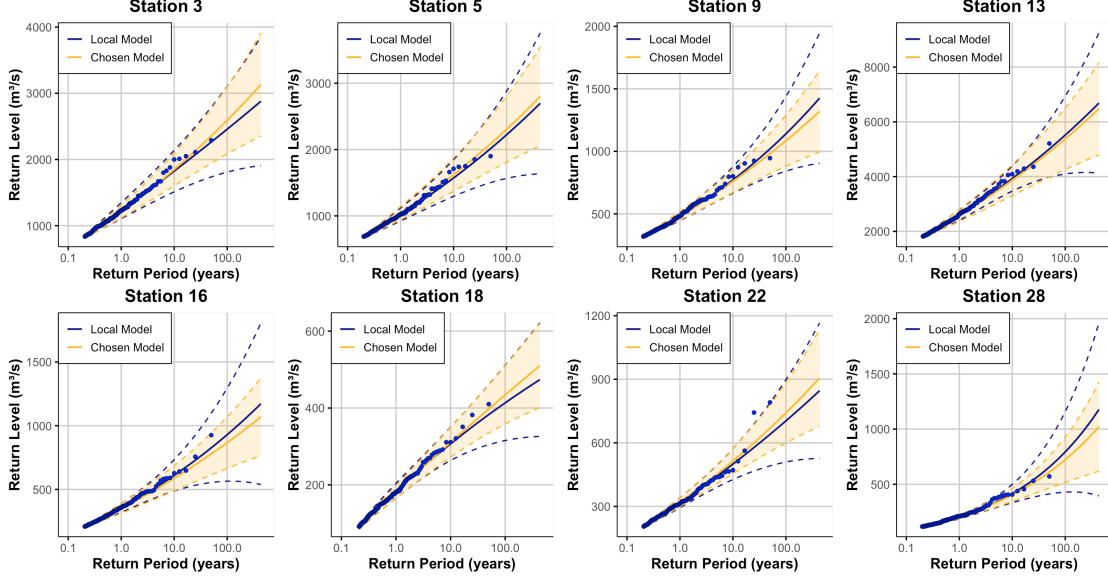 Station 3
Station 5
Station 9
Station 13
Return Level (m³/s)
4000
3000
2000
1000
Local Model
Chosen Model
0.1
1.0
10.0
100.0
Return Period (years)
Return Level (m³/s)
3000
2000
1000
Local Model
Chosen Model
0.1
1.0
10.0
100.0
Return Period (years)
Return Level (m³/s)
2000
1500
1000
500
Local Model
Chosen Model
0.1
1.0
10.0
100.0
Return Period (years)
Return Level (m³/s)
8000
6000
4000
2000
Local Model
Chosen Model
0.1
1.0
10.0
100.0
Return Period (years)
Station 16
Station 18
Station 22
Station 28
Return Level (m³/s)
1500
1000
500
Local Model
Chosen Model
0.1
1.0
10.0
100.0
Return Period (years)
Return Level (m³/s)
600
400
200
Local Model
Chosen Model
0.1
1.0
10.0
100.0
Return Period (years)
Return Level (m³/s)
1200
900
600
300
Local Model
Chosen Model
0.1
1.0
10.0
100.0
Return Period (years)
Return Level (m³/s)
2000
1500
1000
500
Local Model
Chosen Model
0.1
1.0
10.0
100.0
Return Period (years)